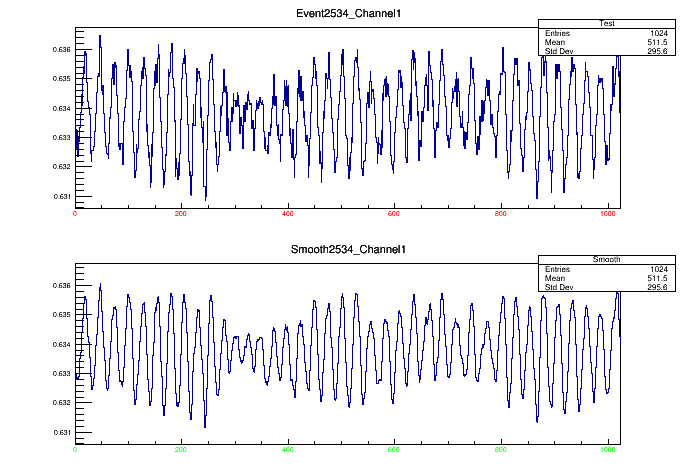 Event2534_Channel1
Test
Entries 1024
Mean 511.5
Std Dev 295.6
0.636
0.635
0.634
0.633
0.632
0.631
0 200 400 600 800 1000
Smooth2534_Channel1
Smooth
Entries 1024
Mean 511.5
Std Dev 295.6
0.636
0.635
0.634
0.633
0.632
0.631
0 200 400 600 800 1000